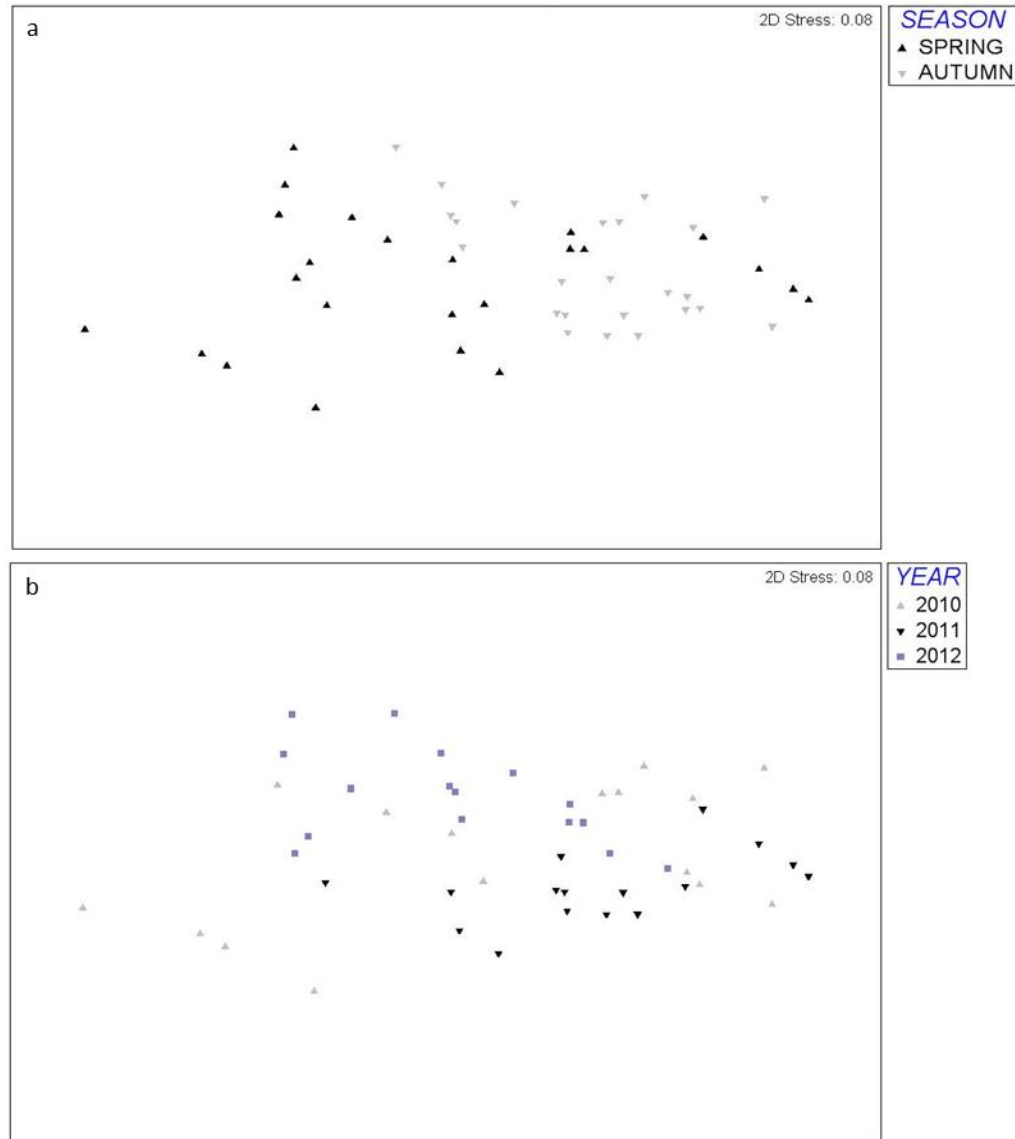 a
2D Stress: 0.08
SEASON
SPRING
AUTUMN
b
2D Stress: 0.08
YEAR
2010
2011
2012